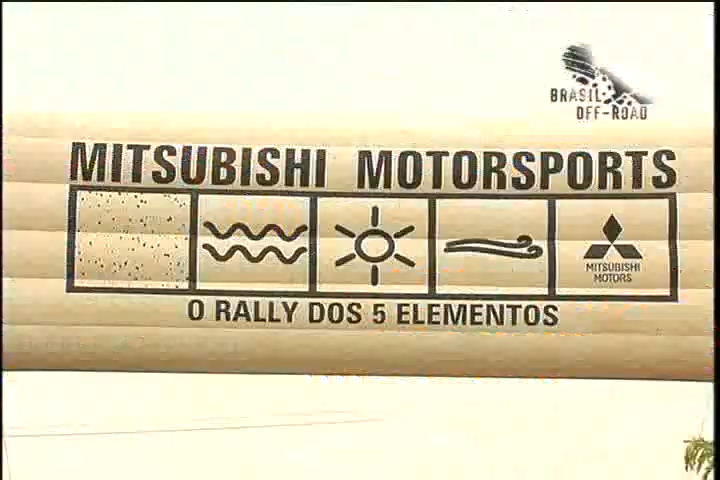 BRASIL
OFF-ROAD
MITSUBISHI MOTORSPORTS
MITSUBISHI
MOTORS
O RALLY DOS 5 ELEMENTOS